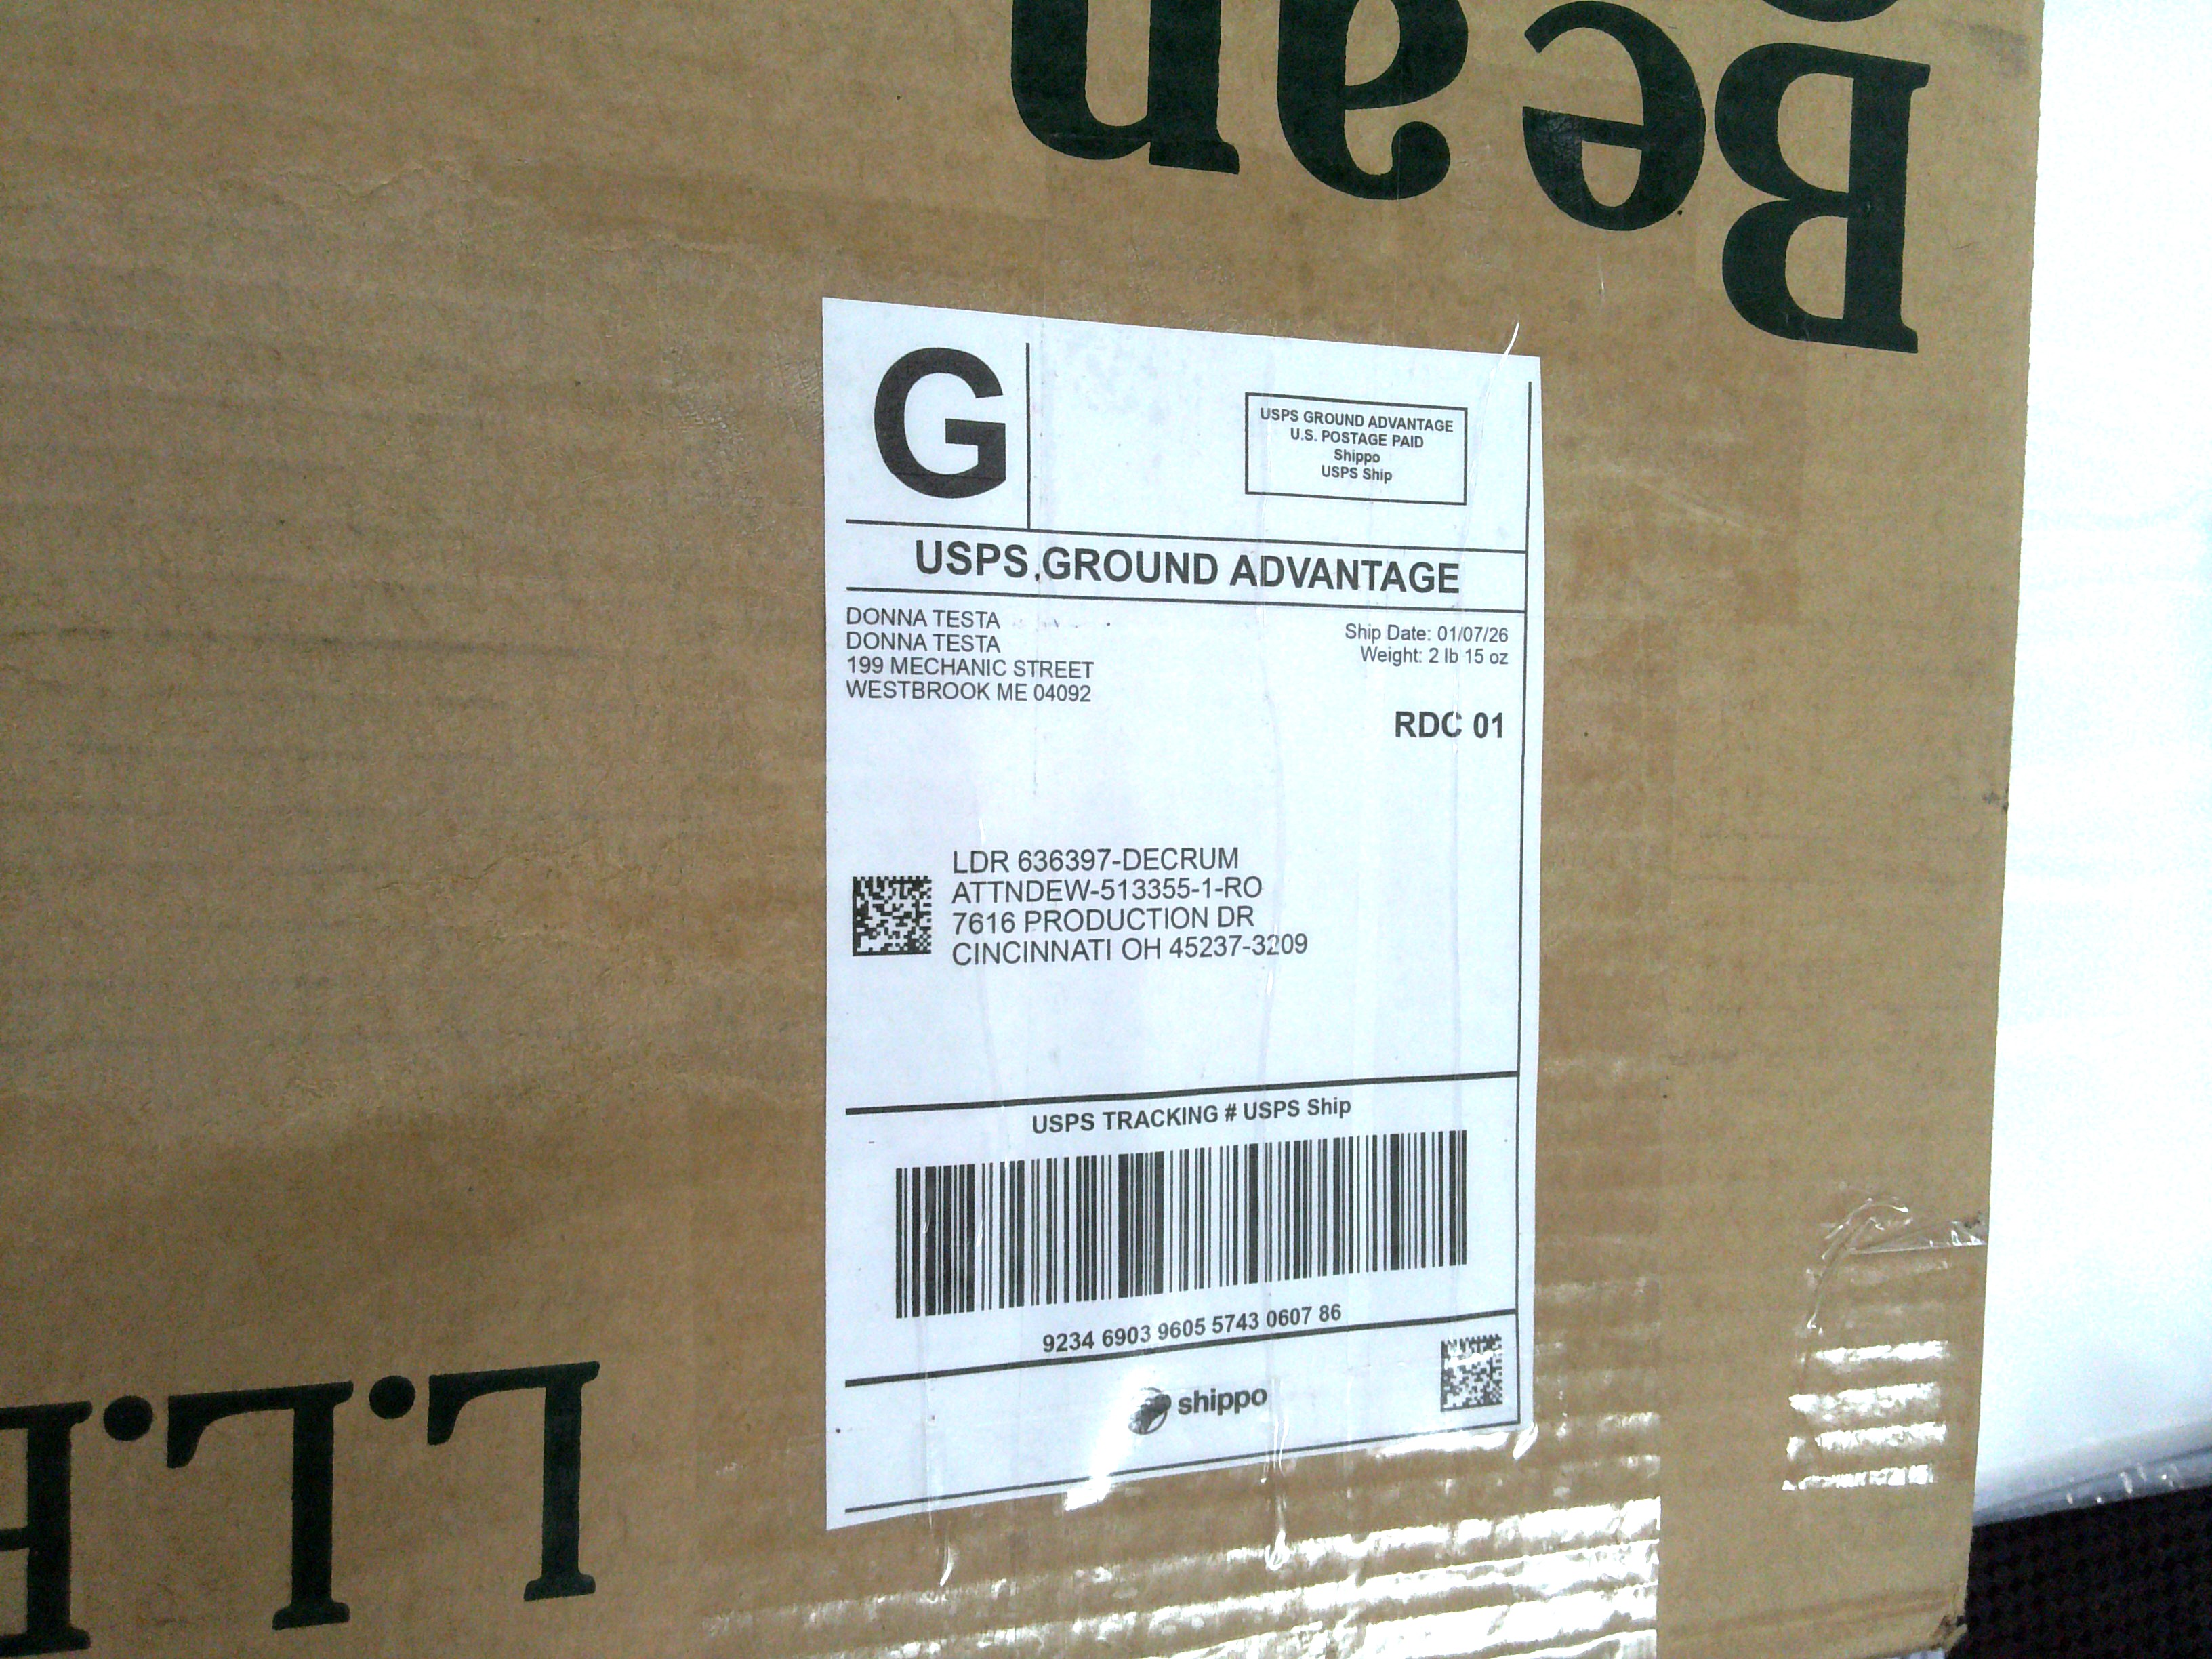 Bean
G
USPS GROUND ADVANTAGE
U.S. POSTAGE PAID
Shippo
USPS Ship
USPS GROUND ADVANTAGE
DONNA TESTA
DONNA TESTA
199 MECHANIC STREET
WESTBROOK ME 04092
Ship Date: 01/07/26
Weight: 2 lb 15 oz
RDC 01
LDR 636397-DECRUM
ATTNDEW-513355-1-RO
7616 PRODUCTION DR
CINCINNATI OH 45237-3209
USPS TRACKING # USPS Ship
9234 6903 9605 5743 0607 86
shippo
L.L.